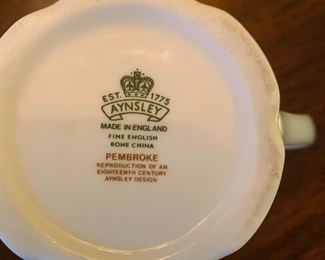 EST. 1775
AYNSLEY
MADE IN ENGLAND
FINE ENGLISH
BONE CHINA
PEMBROKE
REPRODUCTION OF AN
EIGHTEENTH CENTURY
AYNSLEY DESIGN